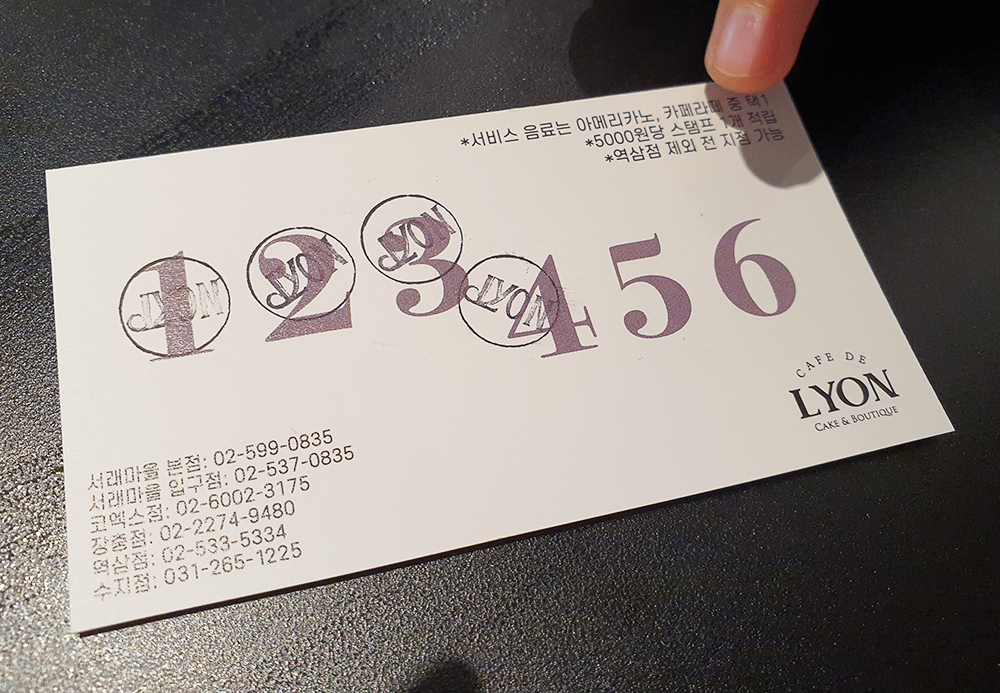 *서비스 음료는 아메리카노, 카페라떼 중 택1
*5000원당 스탬프 1개 적립
*역삼점 제외 전 지점 가능
1 2 3 4 5 6
LYON
LYON
LYON
LYON
CAFE DE
LYON
CAKE & BOUTIQUE
서래마을 본점: 02-599-0835
서래마을 입구점: 02-537-0835
코엑스점: 02-6002-3175
장충점: 02-2274-9480
역삼점: 02-533-5334
수지점: 031-265-1225